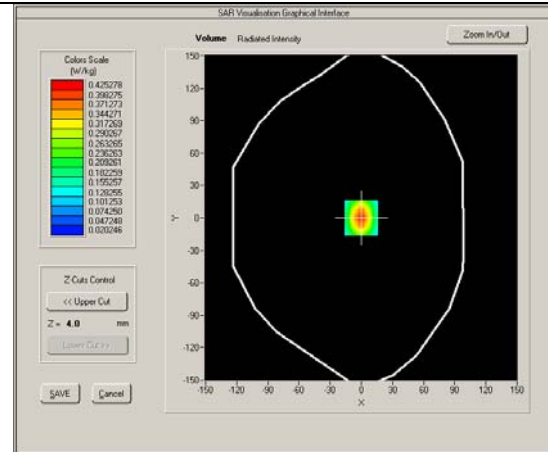 SAR Visualisation Graphical Interface
Volume Radiated Intensity
Zoom In/Out
Colors Scale
(W/kg)
0.425278
0.398275
0.371273
0.344271
0.317269
0.290267
0.263265
0.236263
0.209261
0.182259
0.155257
0.128255
0.101253
0.074250
0.047248
0.020246
Z-Cuts Control
<< Upper Cut
Z = 4.0 mm
Lower Cut >>
SAVE Cancel
150
120
90
60
30
0
-30
-60
-90
-120
-150
Y
-150 -120 -90 -60 -30 0 30 60 90 120 150
X